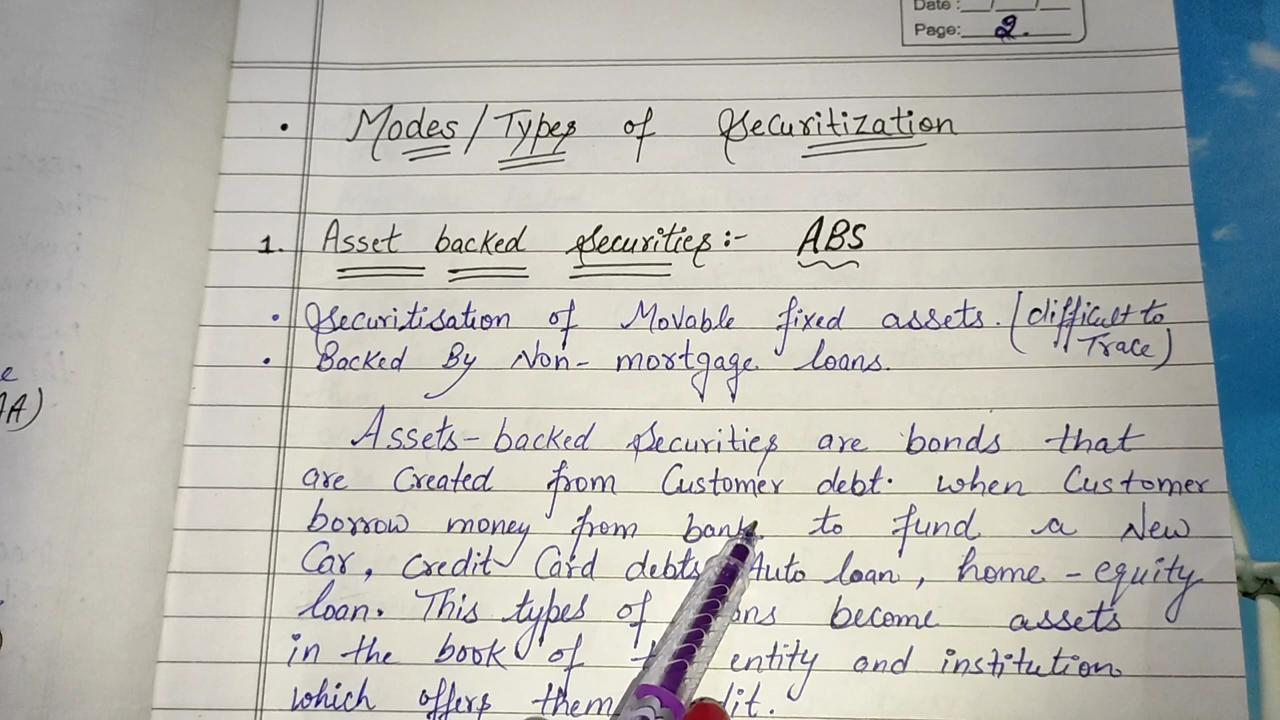 Date : / /
Page: 2.
• Modes / Types of Securitization
1. Asset backed securities :- ABS
• Securitisation of Movable fixed assets. (difficult to Trace)
• Backed By Non-mortgage loans.
Assets-backed securities are bonds that
are Created from Customer debt. when Customer
borrow money from bank to fund a New
Car, Credit Card debts, Auto loan, home-equity
loan. This types of become assets
in the book of entity and institution
which offers them
e
AA)